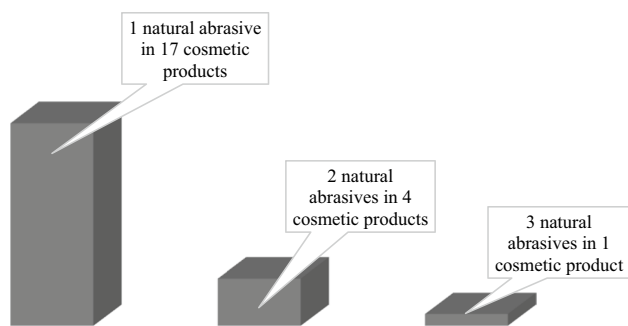 1 natural abrasive
in 17 cosmetic
products
2 natural
abrasives in 4
cosmetic products
3 natural
abrasives in 1
cosmetic product